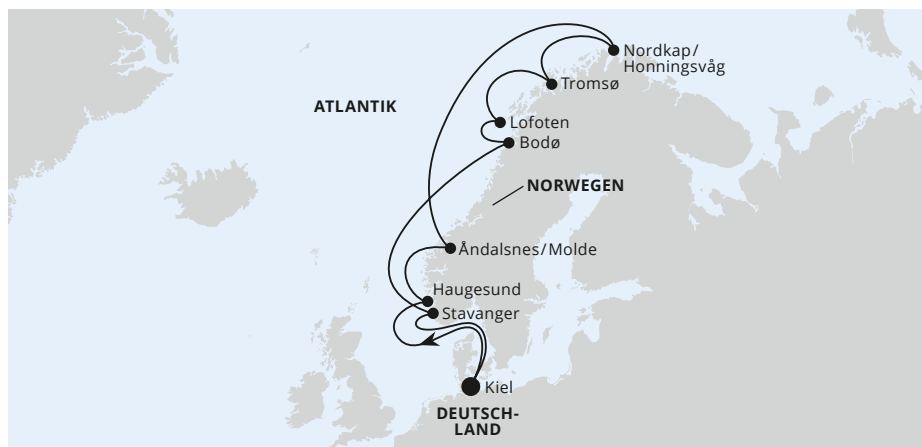 Nordkap/
Honningsvåg
Tromsø
ATLANTIK
Lofoten
Bodø
NORWEGEN
Åndalsnes/Molde
Haugesund
Stavanger
Kiel
DEUTSCH-
LAND